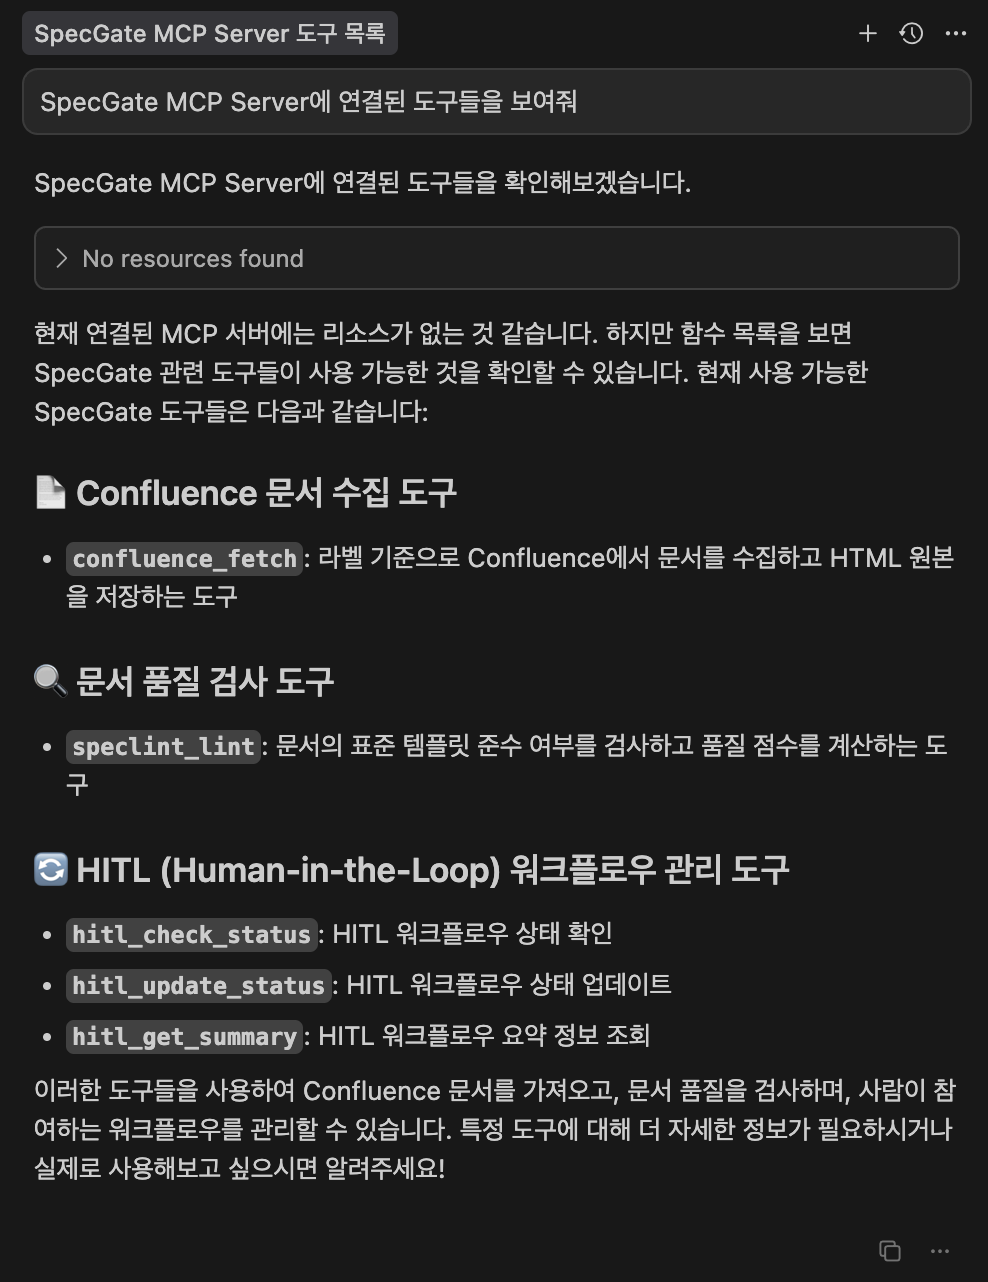 SpecGate MCP Server 도구 목록
SpecGate MCP Server에 연결된 도구들을 보여줘
SpecGate MCP Server에 연결된 도구들을 확인해보겠습니다.
No resources found
현재 연결된 MCP 서버에는 리소스가 없는 것 같습니다. 하지만 함수 목록을 보면
SpecGate 관련 도구들이 사용 가능한 것을 확인할 수 있습니다. 현재 사용 가능한
SpecGate 도구들은 다음과 같습니다:
Confluence 문서 수집 도구
• confluence_fetch: 라벨 기준으로 Confluence에서 문서를 수집하고 HTML 원본
을 저장하는 도구
문서 품질 검사 도구
• speclint_lint: 문서의 표준 템플릿 준수 여부를 검사하고 품질 점수를 계산하는 도
구
HITL (Human-in-the-Loop) 워크플로우 관리 도구
• hitl_check_status: HITL 워크플로우 상태 확인
• hitl_update_status: HITL 워크플로우 상태 업데이트
• hitl_get_summary: HITL 워크플로우 요약 정보 조회
이러한 도구들을 사용하여 Confluence 문서를 가져오고, 문서 품질을 검사하며, 사람이 참
여하는 워크플로우를 관리할 수 있습니다. 특정 도구에 대해 더 자세한 정보가 필요하시거나
실제로 사용해보고 싶으시면 알려주세요!